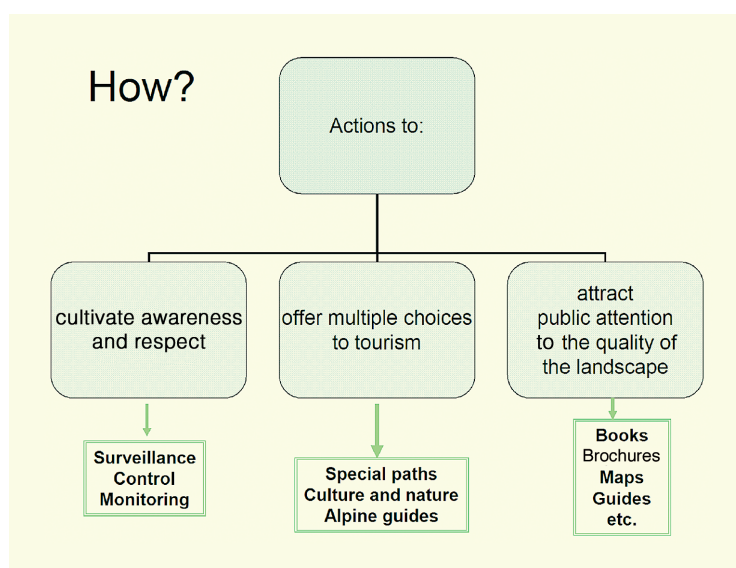 How?
Actions to:
cultivate awareness
and respect
offer multiple choices
to tourism
attract
public attention
to the quality of
the landscape
Surveillance
Control
Monitoring
Special paths
Culture and nature
Alpine guides
Books
Brochures
Maps
Guides
etc.